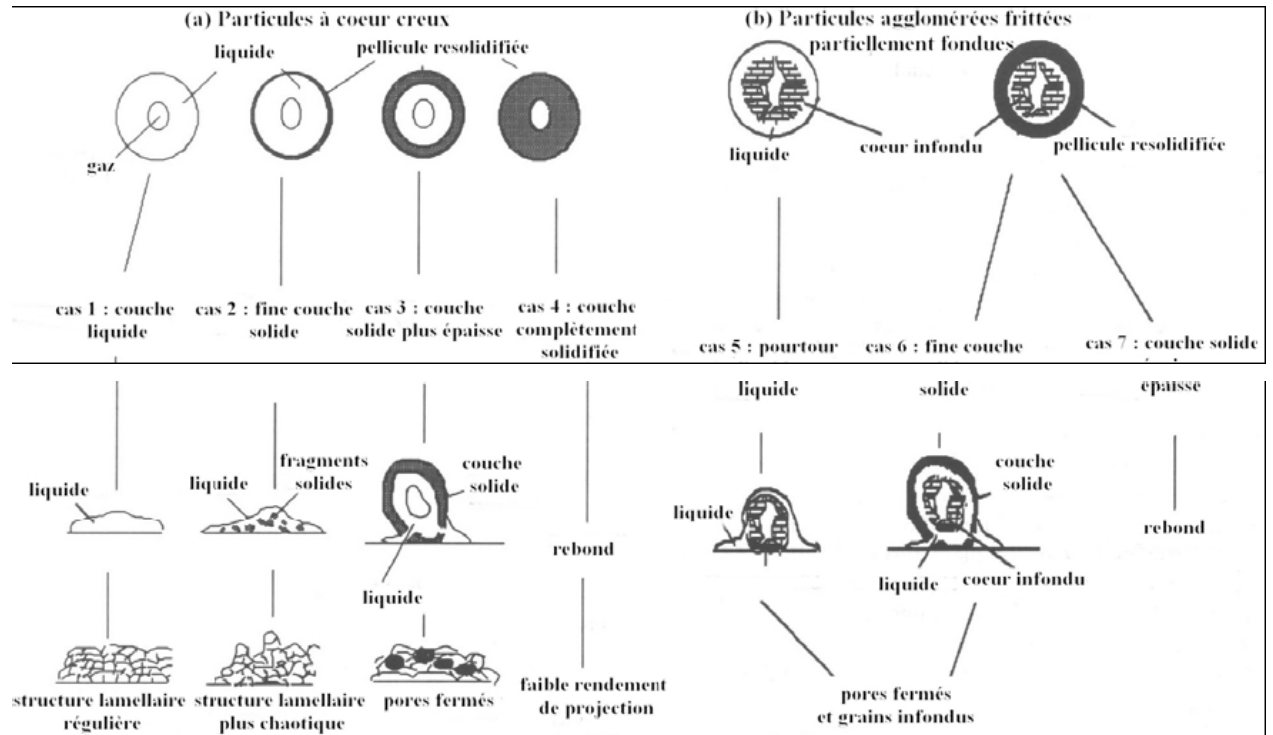 (a) Particules à coeur creux
liquide
pellicule resolidifiée
gaz
cas 1 : couche
liquide
cas 2 : fine couche
solide
cas 3 : couche
solide plus épaisse
cas 4 : couche
complètement
solidifiée
(b) Particules agglomérées frittées
partiellement fondues
liquide
coeur infondu
pellicule resolidifiée
cas 5 : pourtour
cas 6 : fine couche
cas 7 : couche solide
liquide
solide
épaisse
liquide
liquide
fragments
solides
couche
solide
liquide
rebond
liquide
couche
solide
liquide
coeur infondu
rebond
structure lamellaire
régulière
structure lamellaire
plus chaotique
pores fermés
faible rendement
de projection
pores fermés
et grains infondus